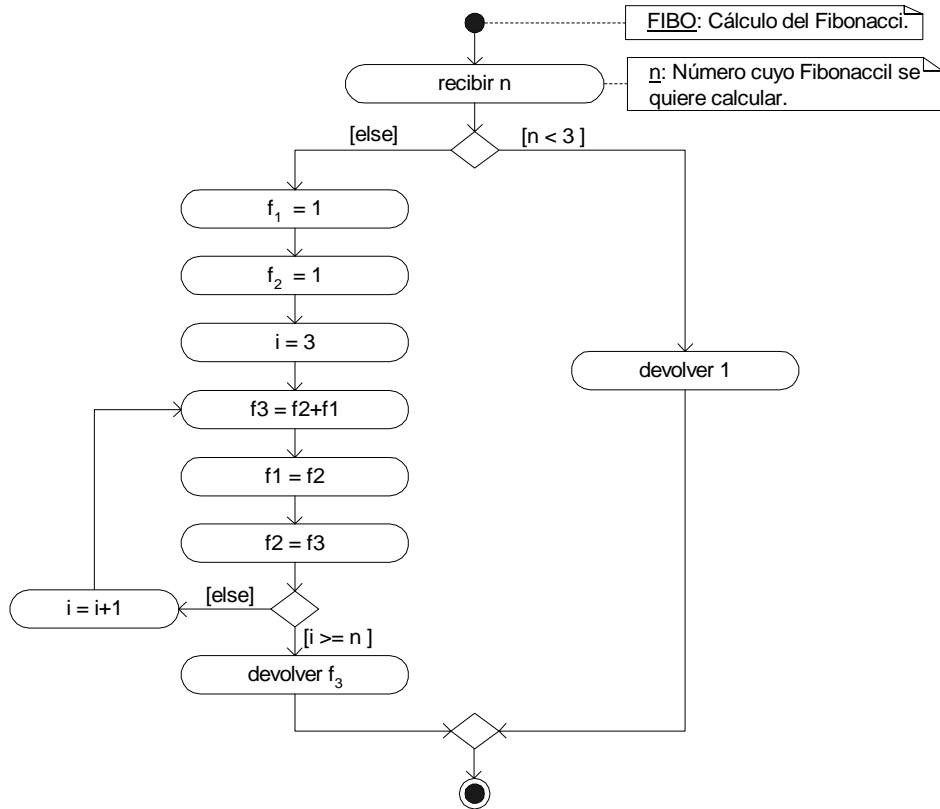 FIBO: Cálculo del Fibonacci.
recibir n
n: Número cuyo Fibonaccil se
quiere calcular.
[else]
[n < 3 ]
f₁ = 1
f₂ = 1
i = 3
devolver 1
f3 = f2+f1
f1 = f2
f2 = f3
[else]
i = i+1
[i >= n ]
devolver f₃